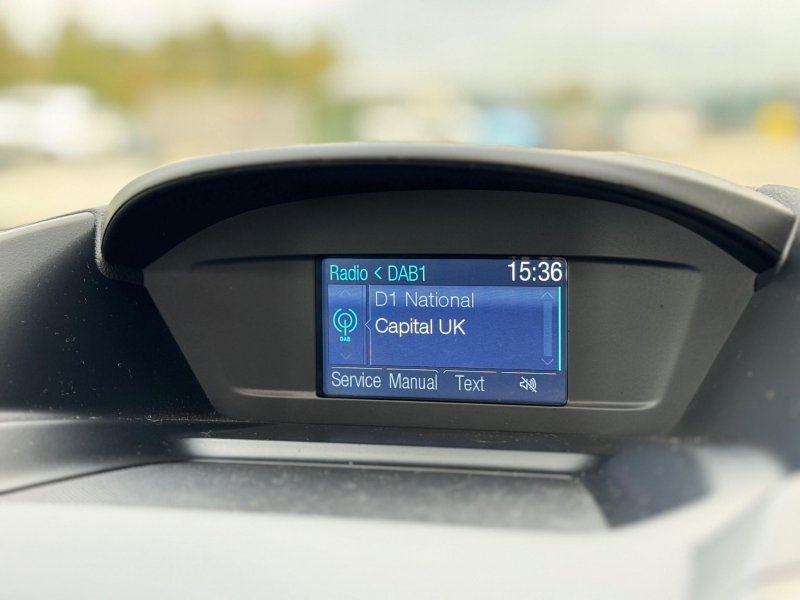 Radio < DAB1 15:36
D1 National
DAB
Capital UK
Service Manual Text